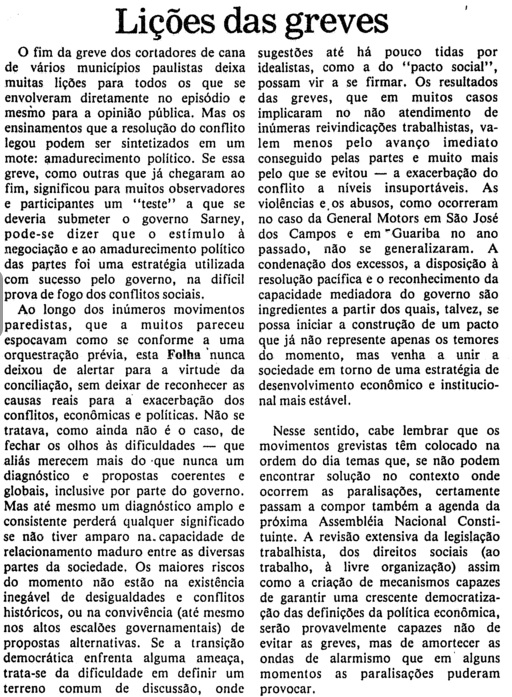 Lições das greves
O fim da greve dos cortadores de cana
de vários municípios paulistas deixa
muitas lições para todos os que se
envolveram diretamente no episódio e
mesmo para a opinião pública. Mas os
ensinamentos que a resolução do conflito
legou podem ser sintetizados em um
mote: amadurecimento político. Se essa
greve, como outras que já chegaram ao
fim, significou para muitos observadores
e participantes um "teste" a que se
deveria submeter o governo Sarney,
pode-se dizer que o estímulo à
negociação e ao amadurecimento político
das partes foi uma estratégia utilizada
com sucesso pelo governo, na difícil
prova de fogo dos conflitos sociais.
Ao longo dos inúmeros movimentos
paredistas, que a muitos pareceu
espocavam como se conforme a uma
orquestração prévia, esta Folha nunca
deixou de alertar para a virtude da
conciliação, sem deixar de reconhecer as
causas reais para a exacerbação dos
conflitos, econômicas e políticas. Não se
tratava, como ainda não é o caso, de
fechar os olhos às dificuldades — que
aliás merecem mais do que nunca um
diagnóstico e propostas coerentes e
globais, inclusive por parte do governo.
Mas até mesmo um diagnóstico amplo e
consistente perderá qualquer significado
se não tiver amparo na capacidade de
relacionamento maduro entre as diversas
partes da sociedade. Os maiores riscos
do momento não estão na existência
inegável de desigualdades e conflitos
históricos, ou na convivência (até mesmo
nos altos escalões governamentais) de
propostas alternativas. Se a transição
democrática enfrenta alguma ameaça,
trata-se da dificuldade em definir um
terreno comum de discussão, onde
sugestões até há pouco tidas por
idealistas, como a do "pacto social",
possam vir a se firmar. Os resultados
das greves, que em muitos casos
implicaram no não atendimento de
inúmeras reivindicações trabalhistas, va-
lem menos pelo avanço imediato
conseguido pelas partes e muito mais
pelo que se evitou — a exacerbação do
conflito a níveis insuportáveis. As
violências e os abusos, como ocorreram
no caso da General Motors em São José
dos Campos e em Guariba no ano
passado, não se generalizaram. A
condenação dos excessos, a disposição à
resolução pacífica e o reconhecimento da
capacidade mediadora do governo são
ingredientes a partir dos quais, talvez, se
possa iniciar a construção de um pacto
que já não represente apenas os temores
do momento, mas venha a unir a
sociedade em torno de uma estratégia de
desenvolvimento econômico e institucio-
nal mais estável.
Nesse sentido, cabe lembrar que os
movimentos grevistas têm colocado na
ordem do dia temas que, se não podem
encontrar solução no contexto onde
ocorrem as paralisações, certamente
passam a compor também a agenda da
próxima Assembléia Nacional Consti-
tuinte. A revisão extensiva da legislação
trabalhista, dos direitos sociais (ao
trabalho, à livre organização) assim
como a criação de mecanismos capazes
de garantir uma crescente democratiza-
ção das definições da política econômica,
serão provavelmente capazes não de
evitar as greves, mas de amortecer as
ondas de alarmismo que em alguns
momentos as paralisações puderam
provocar.